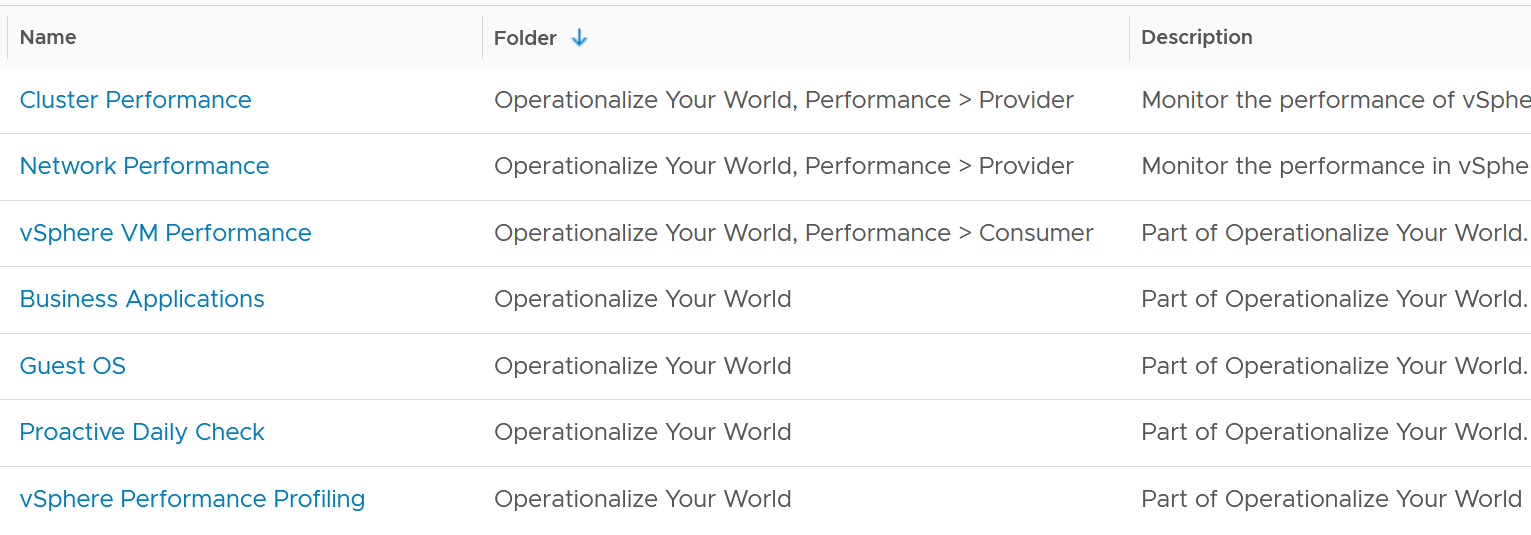 Name Folder Description
Cluster Performance Operationalize Your World, Performance > Provider Monitor the performance of
Network Performance Operationalize Your World, Performance > Provider Monitor the performance in
vSphere VM Performance Operationalize Your World, Performance > Consumer Part of Operationalize Your World.
Business Applications Operationalize Your World Part of Operationalize Your World.
Guest OS Operationalize Your World Part of Operationalize Your World.
Proactive Daily Check Operationalize Your World Part of Operationalize Your World.
vSphere Performance Profiling Operationalize Your World Part of Operationalize Your World